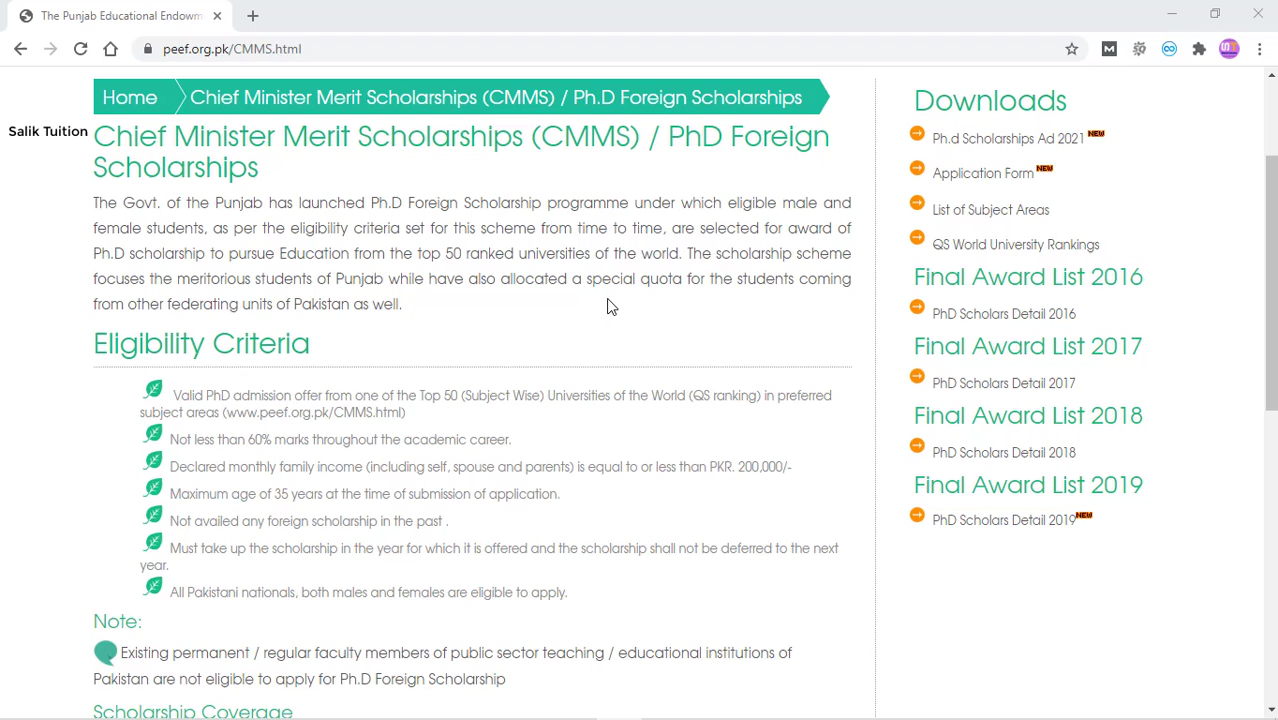 The Punjab Educational Endowm
peef.org.pk/CMMS.html
Home
Chief Minister Merit Scholarships (CMMS) / Ph.D Foreign Scholarships
Salik Tuition
Chief Minister Merit Scholarships (CMMS) / PhD Foreign
Scholarships
The Govt. of the Punjab has launched Ph.D Foreign Scholarship programme under which eligible male and
female students, as per the eligibility criteria set for this scheme from time to time, are selected for award of
Ph.D scholarship to pursue Education from the top 50 ranked universities of the world. The scholarship scheme
focuses the meritorious students of Punjab while have also allocated a special quota for the students coming
from other federating units of Pakistan as well.
Eligibility Criteria
Valid PhD admission offer from one of the Top 50 (Subject Wise) Universities of the World (QS ranking) in preferred
subject areas (www.peef.org.pk/CMMS.html)
Not less than 60% marks throughout the academic career.
Declared monthly family income (including self, spouse and parents) is equal to or less than PKR. 200,000/-
Maximum age of 35 years at the time of submission of application.
Not availed any foreign scholarship in the past .
Must take up the scholarship in the year for which it is offered and the scholarship shall not be deferred to the next
year.
All Pakistani nationals, both males and females are eligible to apply.
Note:
Existing permanent / regular faculty members of public sector teaching / educational institutions of
Pakistan are not eligible to apply for Ph.D Foreign Scholarship
Scholarship Coverage
Downloads
Ph.d Scholarships Ad 2021 NEW
Application Form NEW
List of Subject Areas
QS World University Rankings
Final Award List 2016
PhD Scholars Detail 2016
Final Award List 2017
PhD Scholars Detail 2017
Final Award List 2018
PhD Scholars Detail 2018
Final Award List 2019
PhD Scholars Detail 2019 NEW